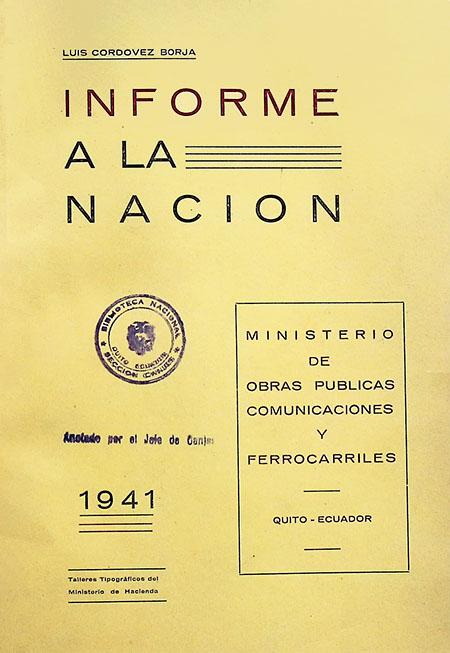 LUIS CORDOVEZ BORJA
INFORME
A LA
NACION
BIBLIOTECA NACIONAL
QUITO ECUADOR
SECCION CANJE
Anotado por el Jefe de Canjes
MINISTERIO
DE
OBRAS PUBLICAS
COMUNICACIONES
Y
FERROCARRILES
QUITO - ECUADOR
1941
Talleres Tipográficos del
Ministerio de Hacienda